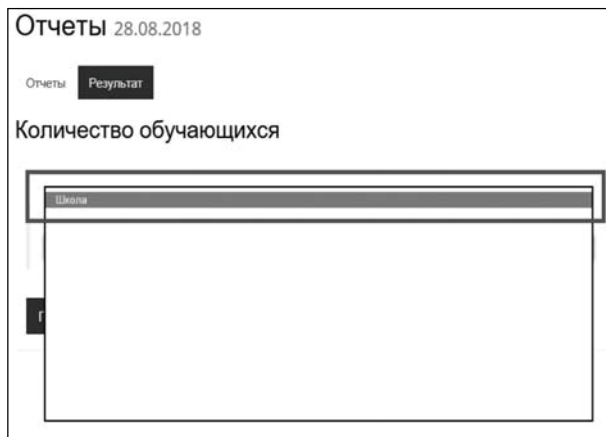 Отчеты 28.08.2018
Отчеты Результат
Количество обучающихся
Школа